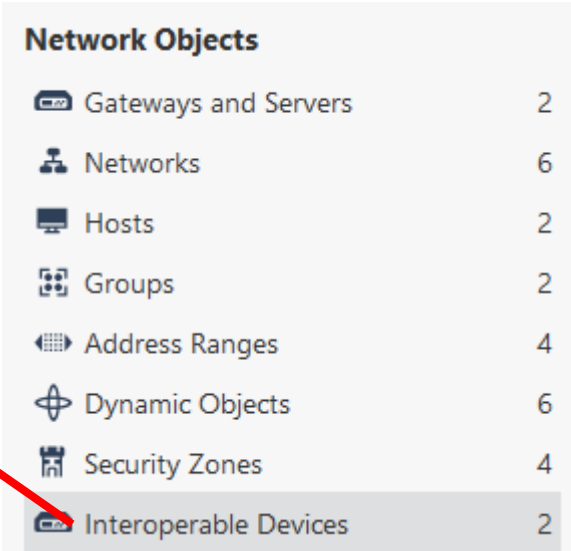 Network Objects
Gateways and Servers 2
Networks 6
Hosts 2
Groups 2
Address Ranges 4
Dynamic Objects 6
Security Zones 4
Interoperable Devices 2